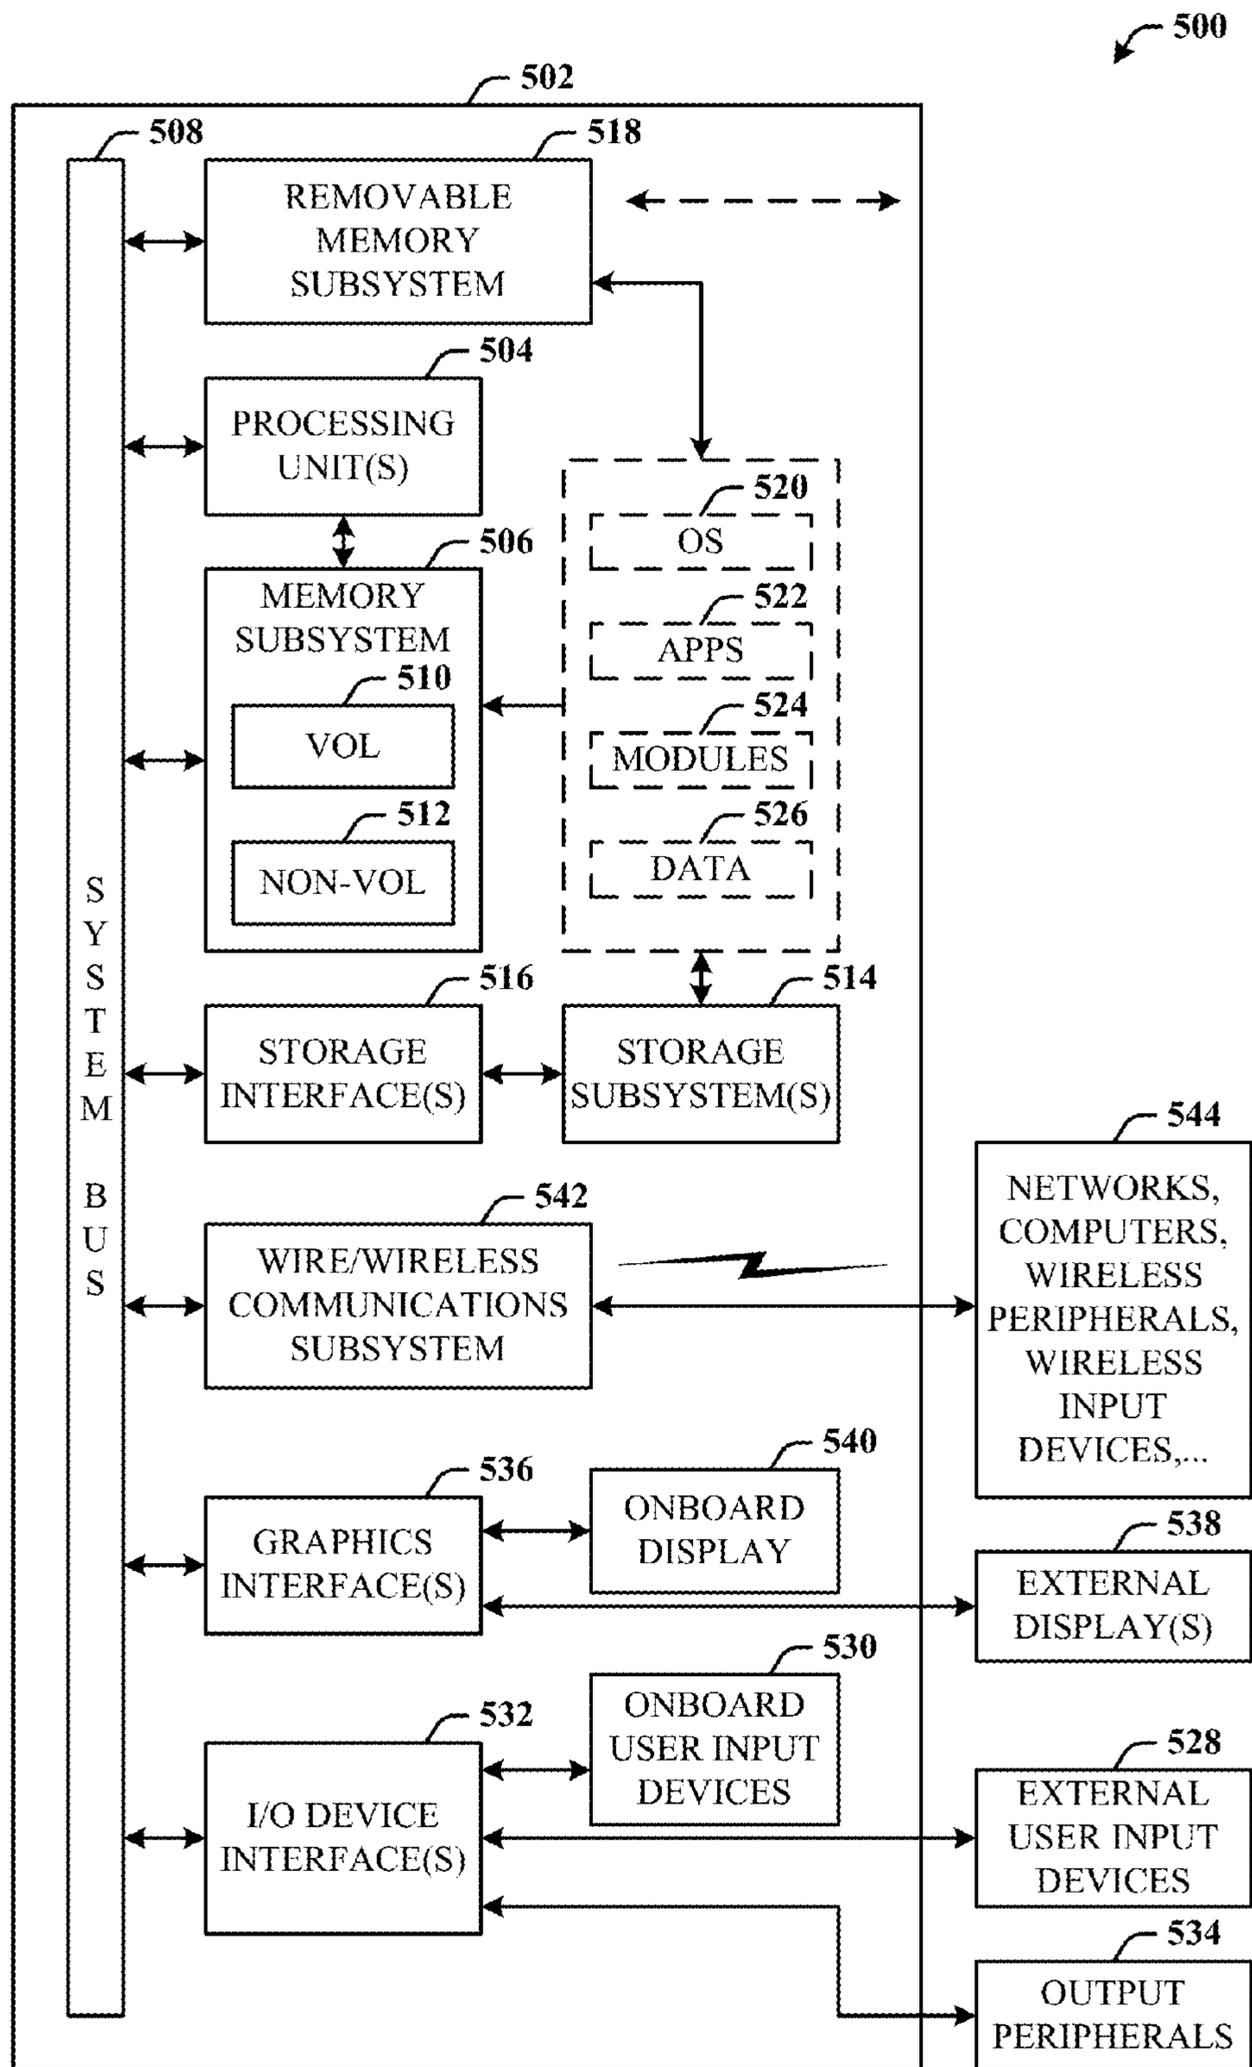 500
502
508
518
REMOVABLE
MEMORY
SUBSYSTEM
504
PROCESSING
UNIT(S)
506
MEMORY
SUBSYSTEM
510
VOL
512
NON-VOL
520
OS
522
APPS
524
MODULES
526
DATA
SYSTEM
BUS
516
STORAGE
INTERFACE(S)
514
STORAGE
SUBSYSTEM(S)
542
WIRE/WIRELESS
COMMUNICATIONS
SUBSYSTEM
544
NETWORKS,
COMPUTERS,
WIRELESS
PERIPHERALS,
WIRELESS
INPUT
DEVICES,...
536
GRAPHICS
INTERFACE(S)
540
ONBOARD
DISPLAY
538
EXTERNAL
DISPLAY(S)
532
I/O DEVICE
INTERFACE(S)
530
ONBOARD
USER INPUT
DEVICES
528
EXTERNAL
USER INPUT
DEVICES
534
OUTPUT
PERIPHERALS